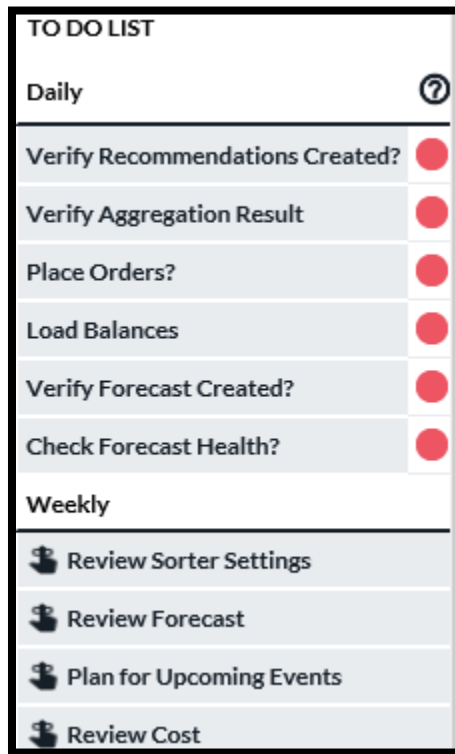 TO DO LIST
Daily ?
Verify Recommendations Created?
Verify Aggregation Result
Place Orders?
Load Balances
Verify Forecast Created?
Check Forecast Health?
Weekly
Review Sorter Settings
Review Forecast
Plan for Upcoming Events
Review Cost